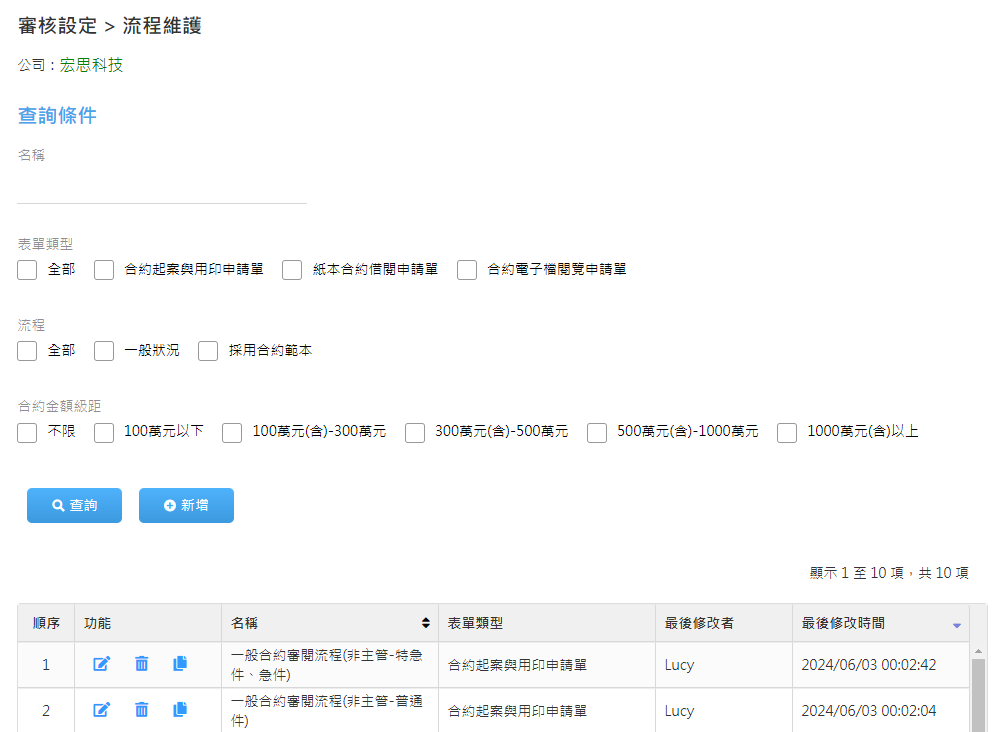 審核設定 > 流程維護
公司：宏思科技
查詢條件
名稱
表單類型
全部 合約起案與用印申請單 紙本合約借閱申請單 合約電子檔閱覽申請單
流程
全部 一般狀況 採用合約範本
合約金額級距
不限 100萬元以下 100萬元(含)-300萬元 300萬元(含)-500萬元 500萬元(含)-1000萬元 1000萬元(含)以上
查詢 新增
顯示 1 至 10 項，共 10 項
順序 功能 名稱 表單類型 最後修改者 最後修改時間
1 一般合約審閱流程(非主管-特急件、急件) 合約起案與用印申請單 Lucy 2024/06/03 00:02:42
2 一般合約審閱流程(非主管-普通件) 合約起案與用印申請單 Lucy 2024/06/03 00:02:04